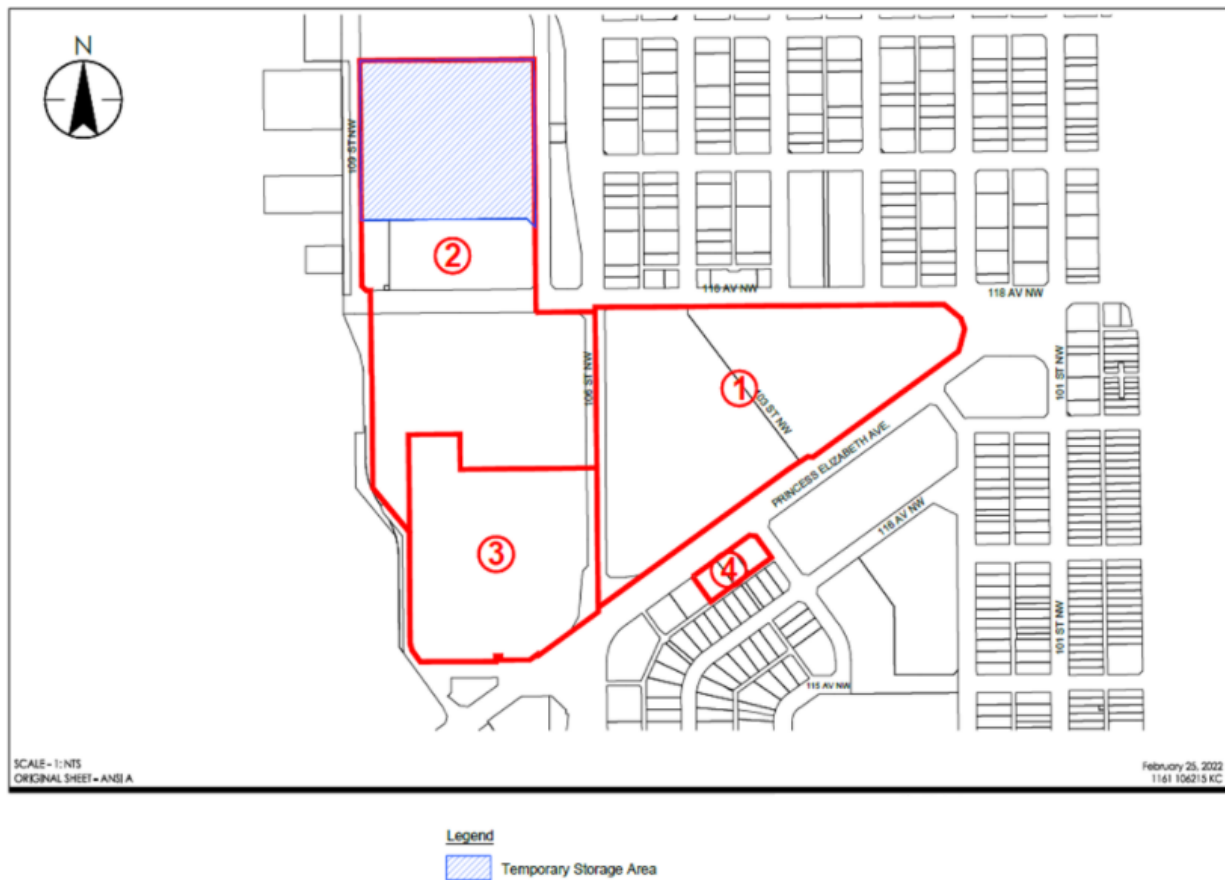 N
109 ST NW
2
118 AV NW
118 AV NW
106 ST NW
1
103 ST NW
101 ST NW
PRINCESS ELIZABETH AVE.
116 AV NW
3
4
101 ST NW
115 AV NW
SCALE - 1: NTS
ORIGINAL SHEET - ANSI A
February 25, 2022
1161 106215 KC
Legend
Temporary Storage Area